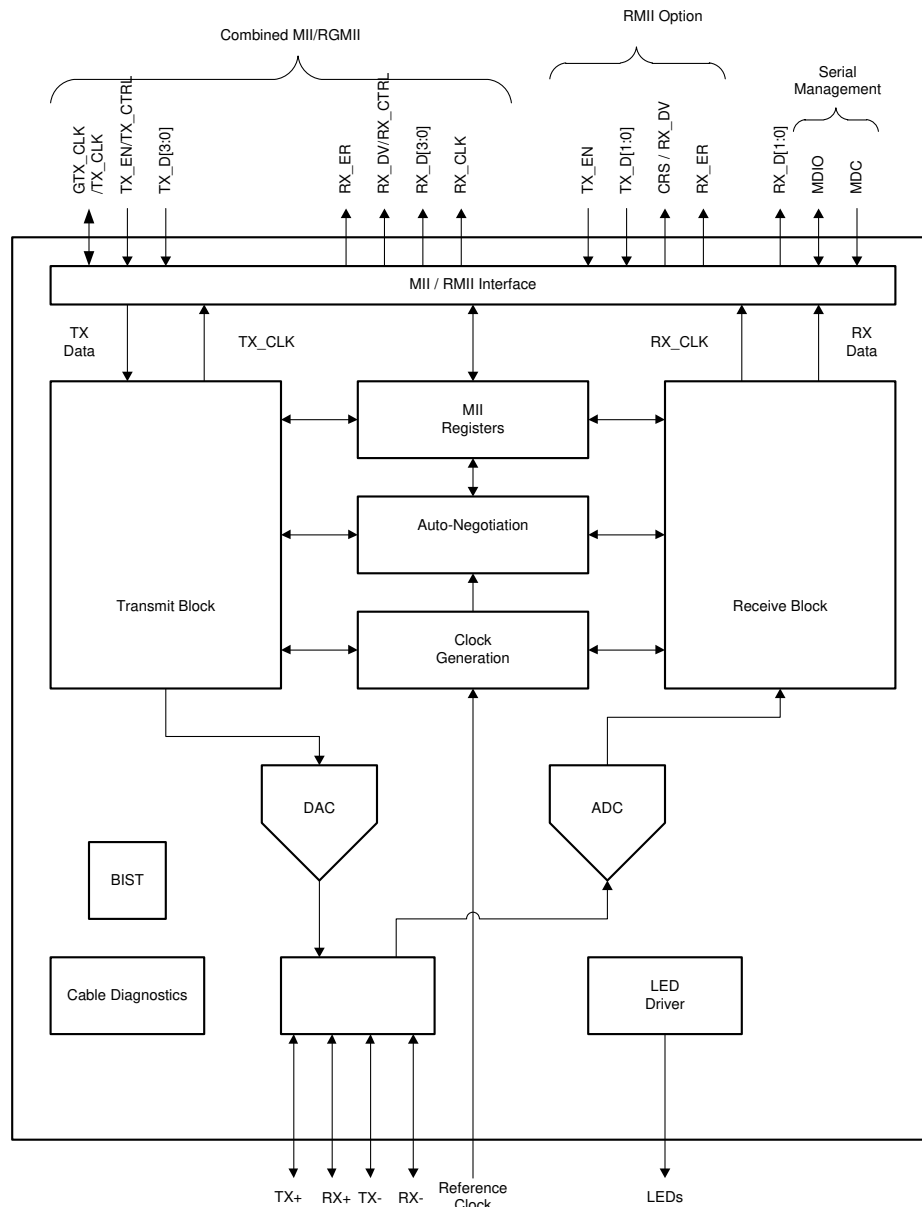 RMII Option
Combined MII/RGMII
Serial
Management
GTX_CLK
/TX_CLK
TX_EN/TX_CTRL
TX_D[3:0]
RX_ER
RX_DV/RX_CTRL
RX_D[3:0]
RX_CLK
TX_EN
TX_D[1:0]
CRS / RX_DV
RX_ER
RX_D[1:0]
MDIO
MDC
MII / RMII Interface
TX
Data
TX_CLK
RX_CLK
RX
Data
MII
Registers
Auto-Negotiation
Transmit Block
Receive Block
Clock
Generation
DAC
ADC
BIST
Cable Diagnostics
LED
Driver
TX+
RX+
TX-
RX-
Reference
Clock
LEDs